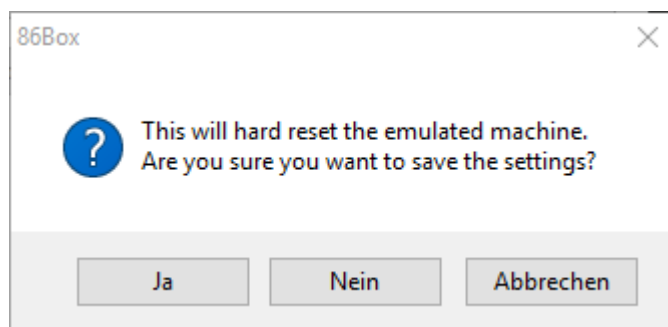 86Box
This will hard reset the emulated machine.
Are you sure you want to save the settings?
Ja
Nein
Abbrechen